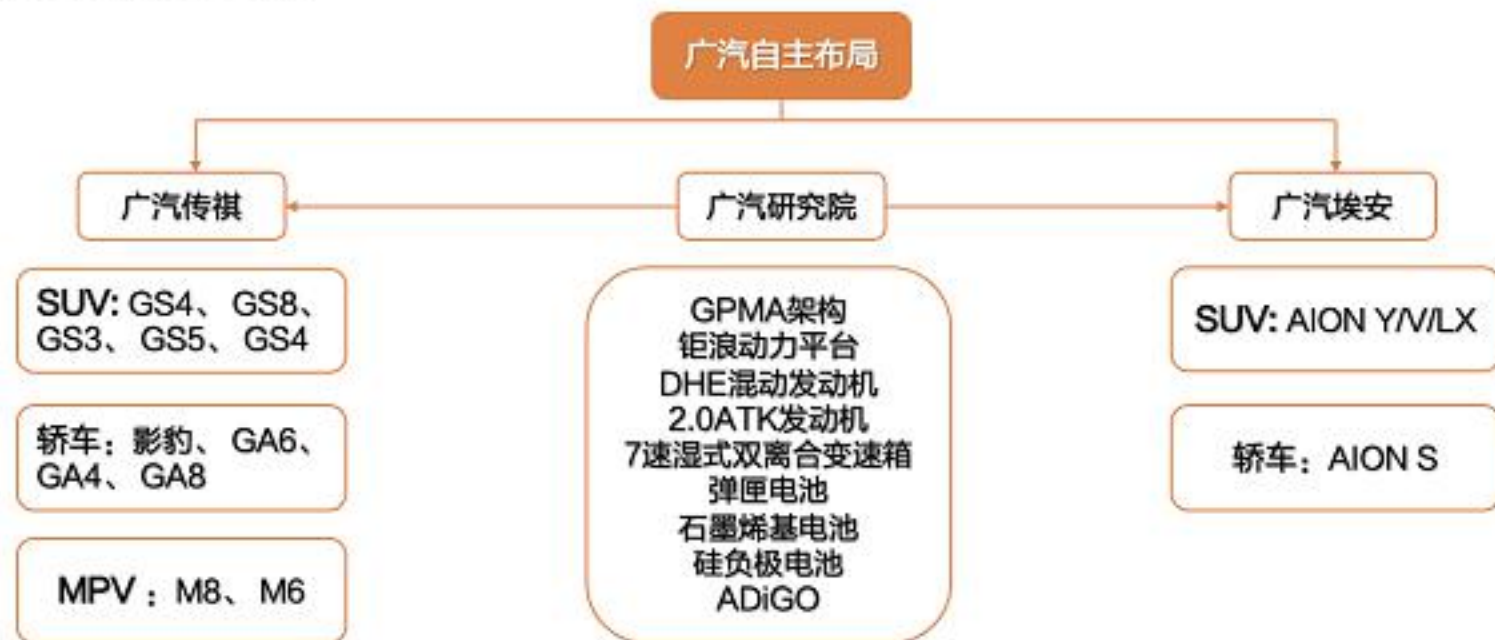 广汽自主布局
广汽传祺
广汽研究院
广汽埃安
SUV: GS4、 GS8、
GS3、 GS5、 GS4
轿车：影豹、 GA6、
GA4、 GA8
MPV ：M8、 M6
GPMA架构
钜浪动力平台
DHE混动发动机
2.0ATK发动机
7速湿式双离合变速箱
弹匣电池
石墨烯基电池
硅负极电池
ADiGO
SUV: AION Y/V/LX
轿车：AION S